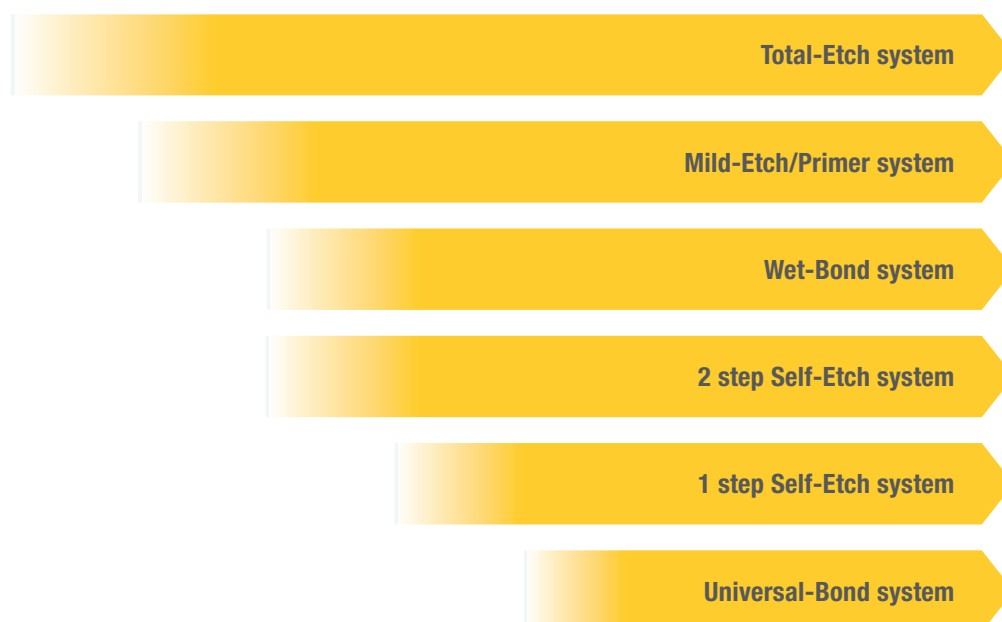 Total-Etch system
Mild-Etch/Primer system
Wet-Bond system
2 step Self-Etch system
1 step Self-Etch system
Universal-Bond system